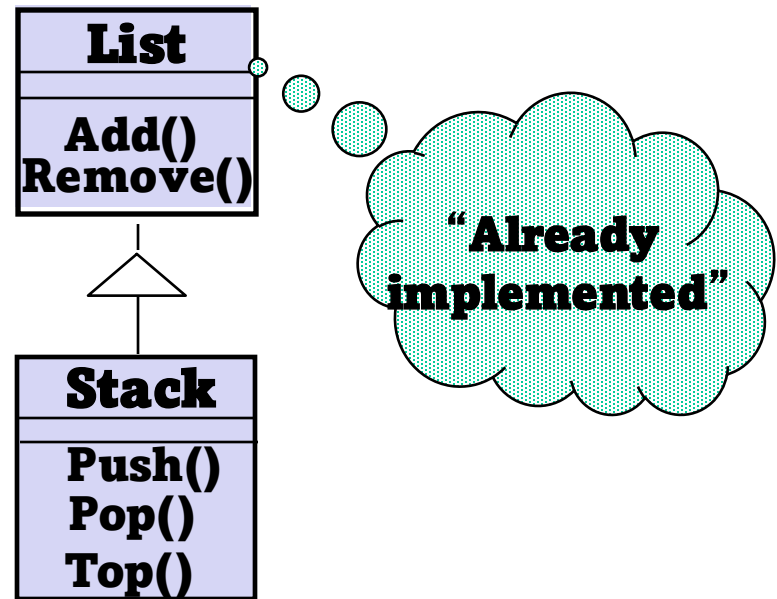 List
Add()
Remove()
“Already
implemented”
Stack
Push()
Pop()
Top()